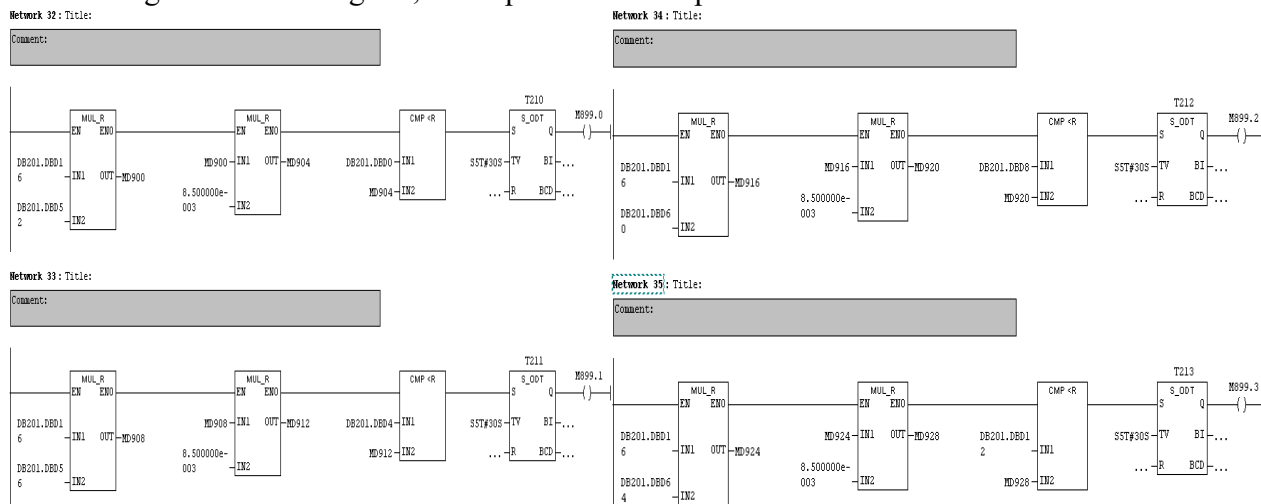 Network 32 : Title:
Comment:
T210
MUL_R MUL_R CMP <R S_ODT M899.0
EN ENO EN ENO S Q ( )
DB201.DBD1
6 IN1 OUT MD900 MD900 IN1 OUT MD904 DB201.DBD0 IN1 S5T#30S TV BI ...
DB201.DBD5
2 IN2 8.500000e-
003 IN2 MD904 IN2 ... R BCD ...
Network 33 : Title:
Comment:
T211
MUL_R MUL_R CMP <R S_ODT M899.1
EN ENO EN ENO S Q ( )
DB201.DBD1
6 IN1 OUT MD908 MD908 IN1 OUT MD912 DB201.DBD4 IN1 S5T#30S TV BI ...
DB201.DBD5
6 IN2 8.500000e-
003 IN2 MD912 IN2 ... R BCD ...
Network 34 : Title:
Comment:
T212
MUL_R MUL_R CMP <R S_ODT M899.2
EN ENO EN ENO S Q ( )
DB201.DBD1
6 IN1 OUT MD916 MD916 IN1 OUT MD920 DB201.DBD8 IN1 S5T#30S TV BI ...
DB201.DBD6
0 IN2 8.500000e-
003 IN2 MD920 IN2 ... R BCD ...
Network 35 : Title:
Comment:
T213
MUL_R MUL_R CMP <R S_ODT M899.3
EN ENO EN ENO S Q ( )
DB201.DBD1
6 IN1 OUT MD924 MD924 IN1 OUT MD928 DB201.DBD1
2 IN1 S5T#30S TV BI ...
DB201.DBD6
4 IN2 8.500000e-
003 IN2 MD928 IN2 ... R BCD ...